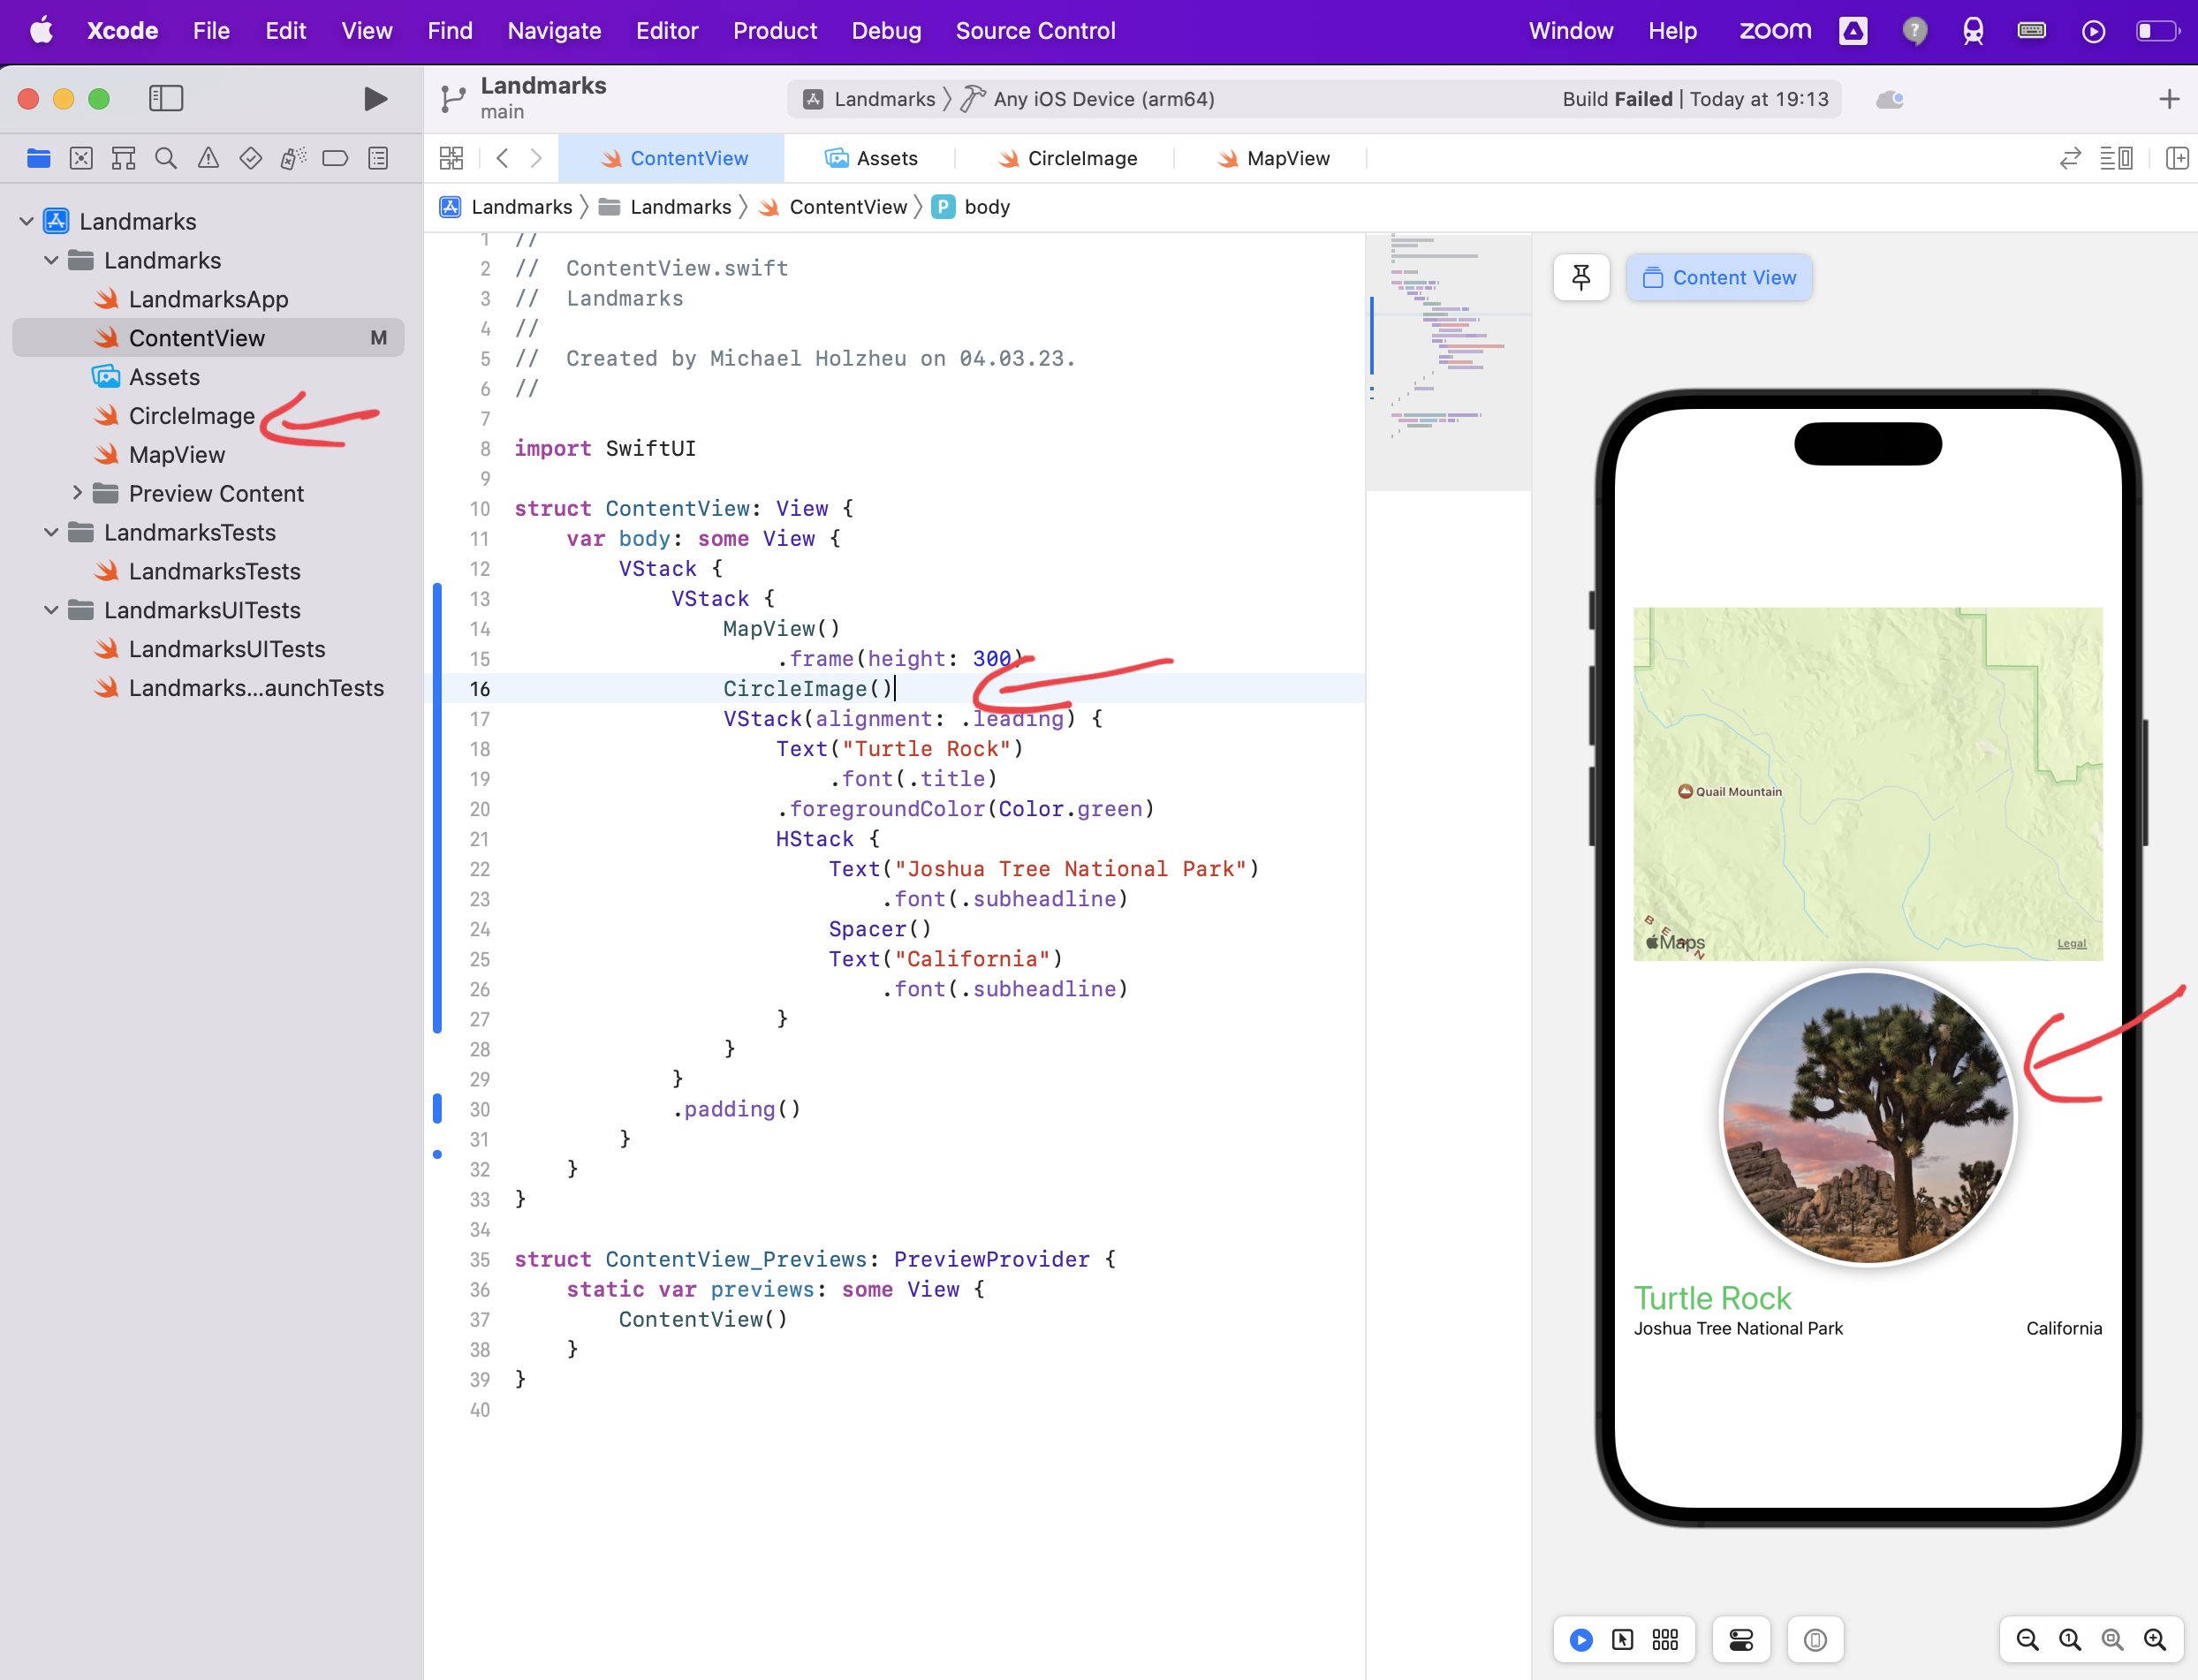 Xcode File Edit View Find Navigate Editor Product Debug Source Control Window Help zoom
Landmarks
main
Landmarks Any iOS Device (arm64) Build Failed | Today at 19:13
ContentView Assets CircleImage MapView
Landmarks Landmarks ContentView P body
Landmarks
Landmarks
LandmarksApp
ContentView M
Assets
CircleImage
MapView
Preview Content
LandmarksTests
LandmarksTests
LandmarksUITests
LandmarksUITests
Landmarks...aunchTests
1 //
2 //  ContentView.swift
3 //  Landmarks
4 //
5 //  Created by Michael Holzheu on 04.03.23.
6 //
7
8 import SwiftUI
9
10 struct ContentView: View {
11     var body: some View {
12         VStack {
13             VStack {
14                 MapView()
15                     .frame(height: 300)
16                 CircleImage()
17                 VStack(alignment: .leading) {
18                     Text("Turtle Rock")
19                         .font(.title)
20                     .foregroundColor(Color.green)
21                     HStack {
22                         Text("Joshua Tree National Park")
23                             .font(.subheadline)
24                         Spacer()
25                         Text("California")
26                             .font(.subheadline)
27                     }
28                 }
29             }
30             .padding()
31         }
32     }
33 }
34
35 struct ContentView_Previews: PreviewProvider {
36     static var previews: some View {
37         ContentView()
38     }
39 }
40
Content View
Quail Mountain
B E R N
Maps Legal
Turtle Rock
Joshua Tree National Park California